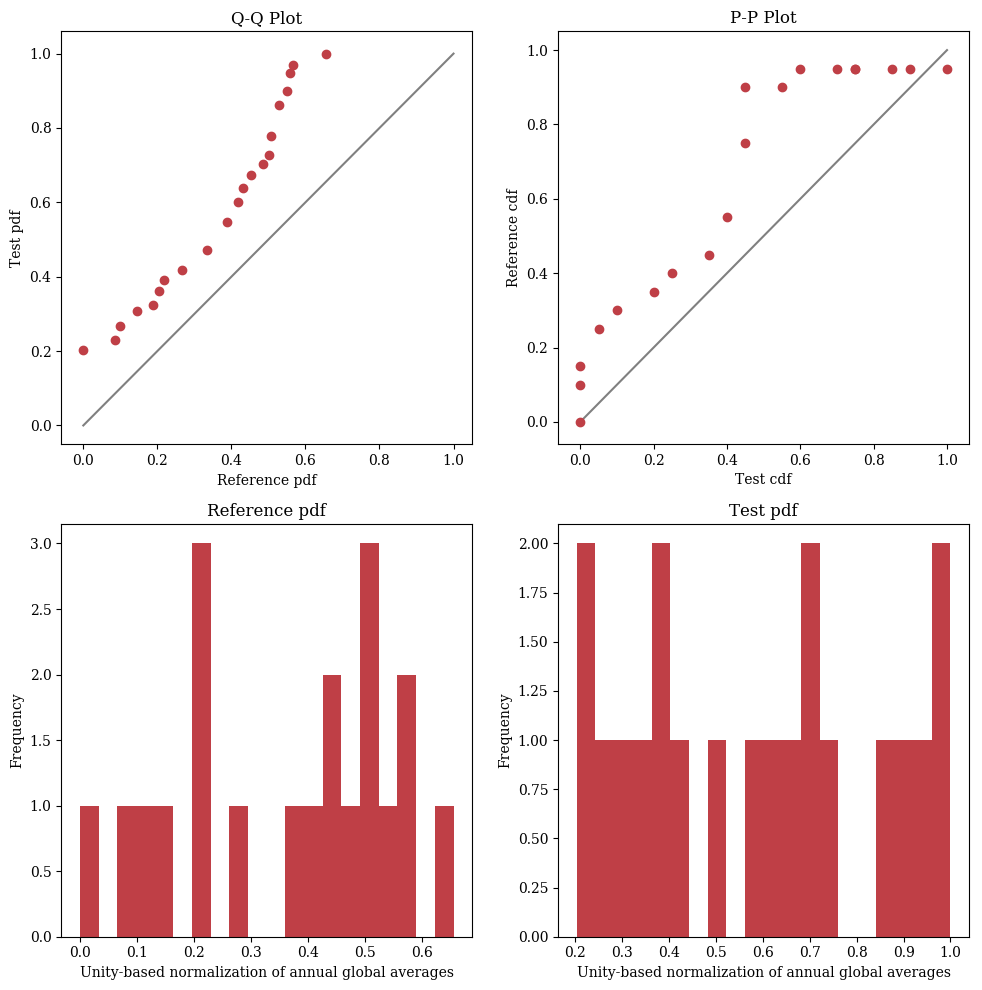 Q-Q Plot
1.0
0.8
0.6
0.4
0.2
0.0
Test pdf
0.0 0.2 0.4 0.6 0.8 1.0
Reference pdf
P-P Plot
1.0
0.8
0.6
0.4
0.2
0.0
Reference cdf
0.0 0.2 0.4 0.6 0.8 1.0
Test cdf
Reference pdf
3.0
2.5
2.0
1.5
1.0
0.5
0.0
Frequency
0.0 0.1 0.2 0.3 0.4 0.5 0.6
Unity-based normalization of annual global averages
Test pdf
2.00
1.75
1.50
1.25
1.00
0.75
0.50
0.25
0.00
Frequency
0.2 0.3 0.4 0.5 0.6 0.7 0.8 0.9 1.0
Unity-based normalization of annual global averages